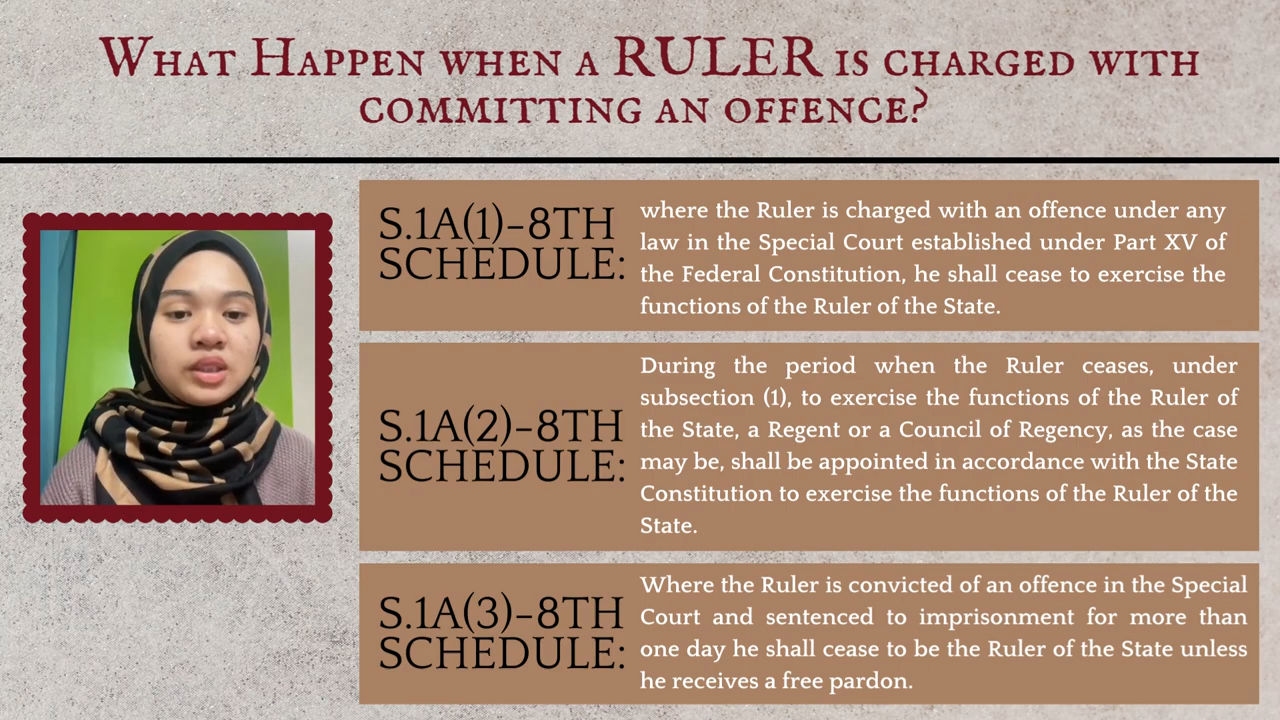 What Happen when a RULER is charged with
committing an offence?
S.1A(1)-8TH
SCHEDULE:
where the Ruler is charged with an offence under any
law in the Special Court established under Part XV of
the Federal Constitution, he shall cease to exercise the
functions of the Ruler of the State.
S.1A(2)-8TH
SCHEDULE:
During the period when the Ruler ceases, under
subsection (1), to exercise the functions of the Ruler of
the State, a Regent or a Council of Regency, as the case
may be, shall be appointed in accordance with the State
Constitution to exercise the functions of the Ruler of the
State.
S.1A(3)-8TH
SCHEDULE:
Where the Ruler is convicted of an offence in the Special
Court and sentenced to imprisonment for more than
one day he shall cease to be the Ruler of the State unless
he receives a free pardon.